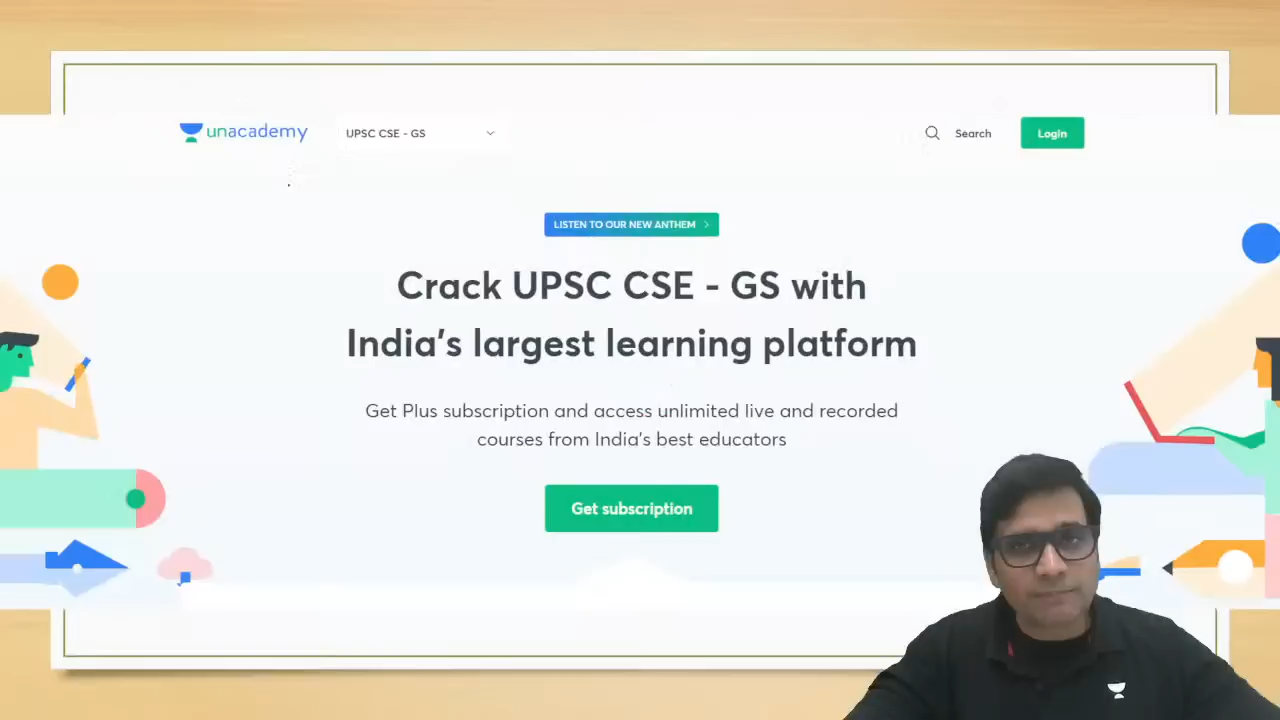 unacademy
UPSC CSE - GS
Search
Login
LISTEN TO OUR NEW ANTHEM
Crack UPSC CSE - GS with
India's largest learning platform
Get Plus subscription and access unlimited live and recorded
courses from India's best educators
Get subscription